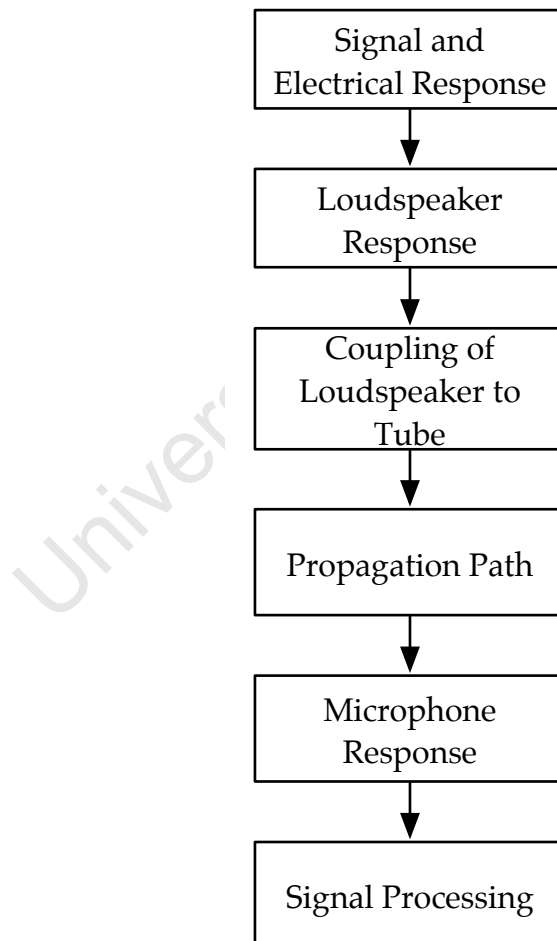 Signal and
Electrical Response
Loudspeaker
Response
Coupling of
Loudspeaker to
Tube
Propagation Path
Microphone
Response
Signal Processing